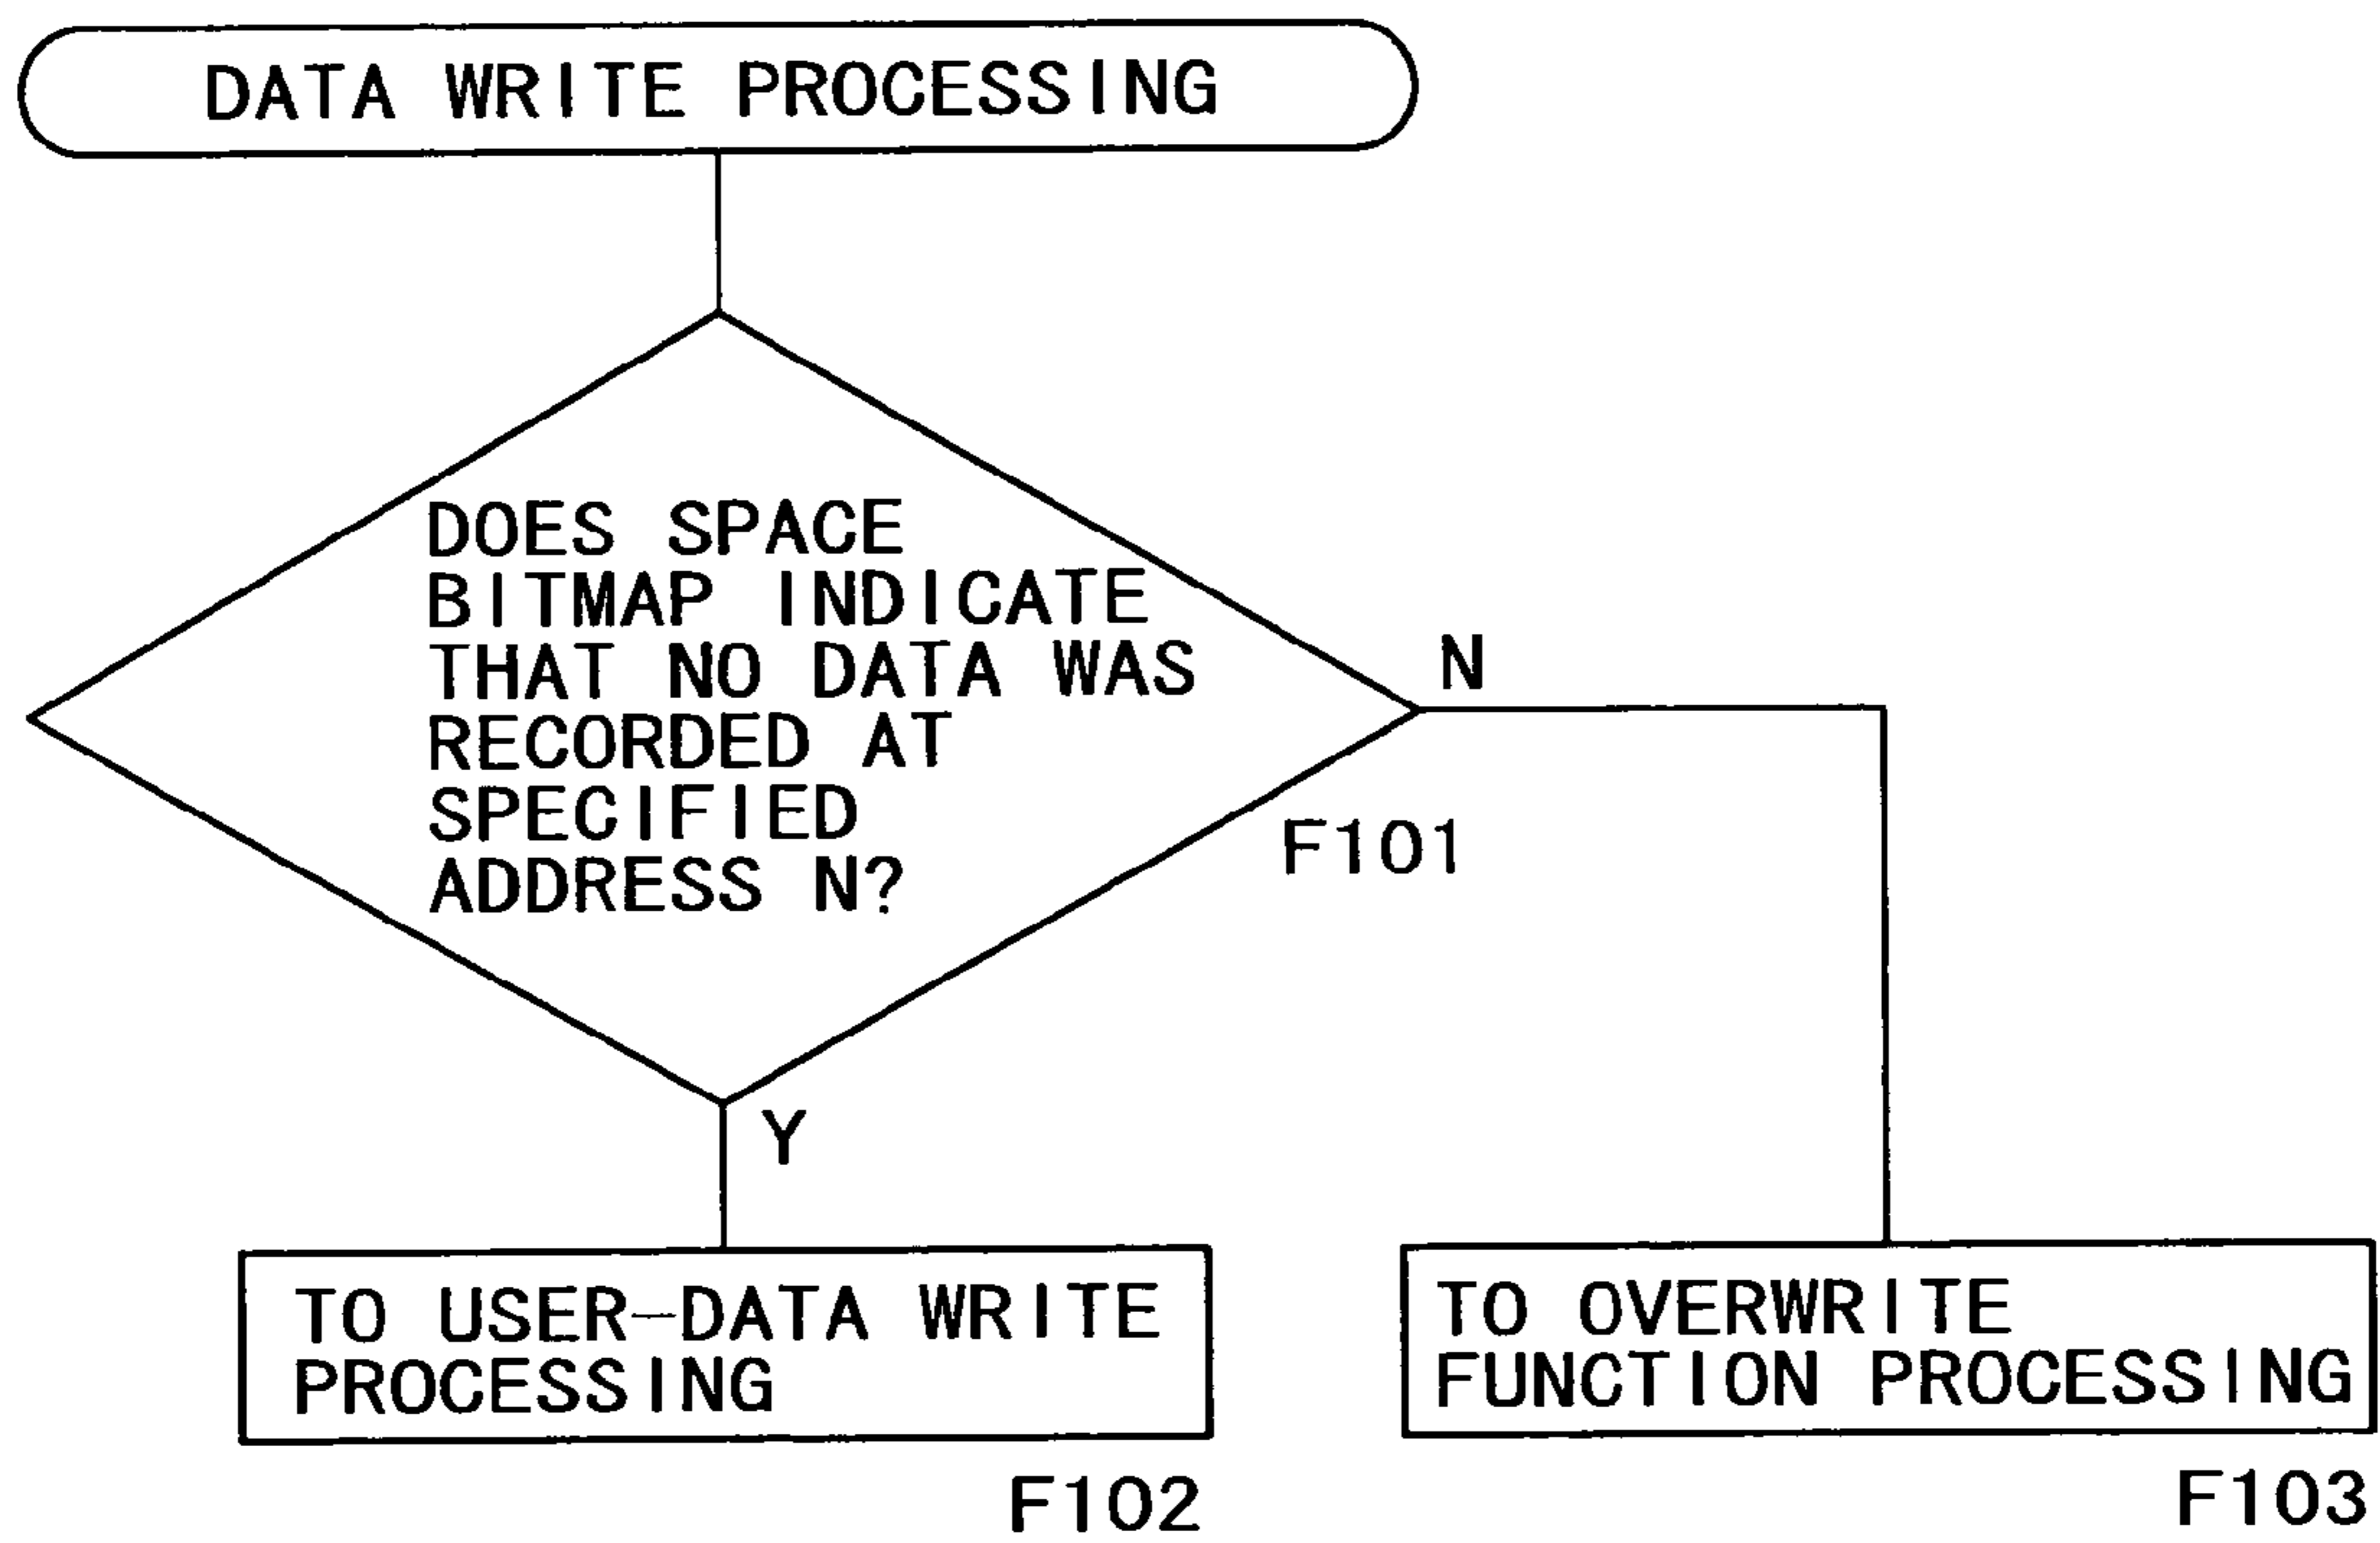 DATA WRITE PROCESSING
DOES SPACE
BITMAP INDICATE
THAT NO DATA WAS
RECORDED AT
SPECIFIED
ADDRESS N?
N
F101
Y
TO USER-DATA WRITE
PROCESSING
F102
TO OVERWRITE
FUNCTION PROCESSING
F103